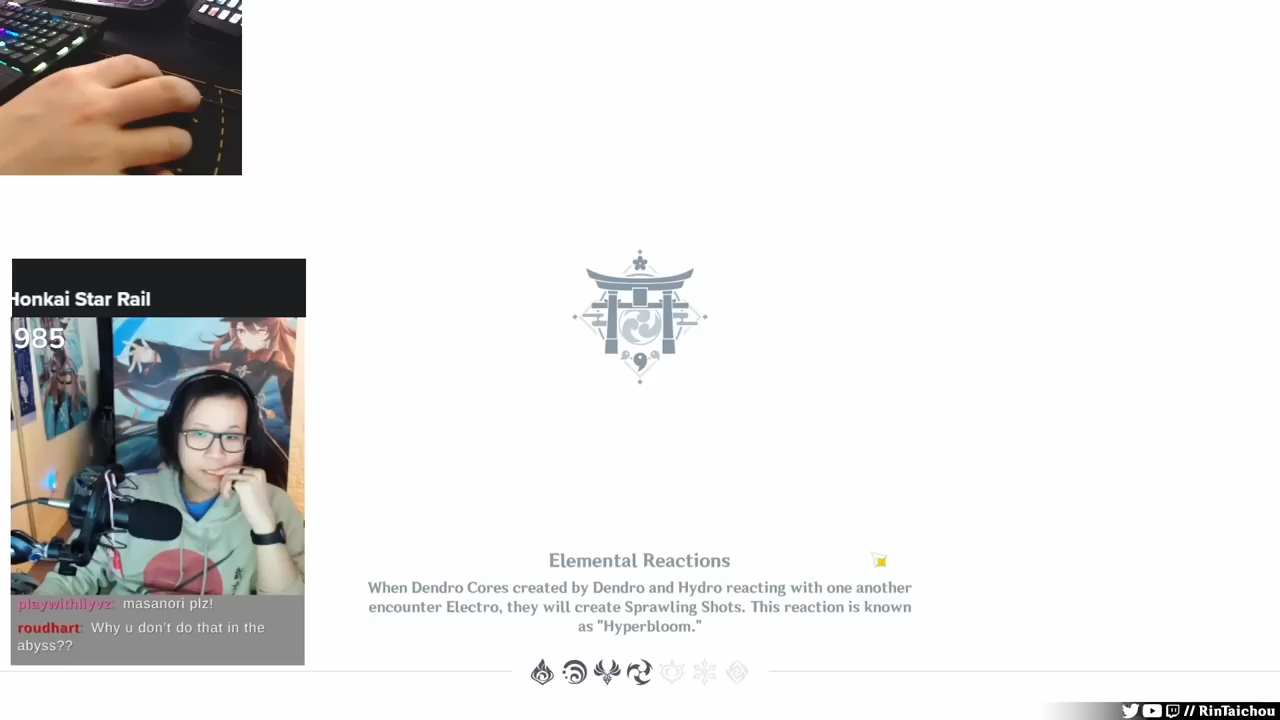 Honkai Star Rail
985
playwithliyvz: masanori plz!
roudhart: Why u don't do that in the
abyss??
Elemental Reactions
When Dendro Cores created by Dendro and Hydro reacting with one another
encounter Electro, they will create Sprawling Shots. This reaction is known
as "Hyperbloom."
// RinTaichou